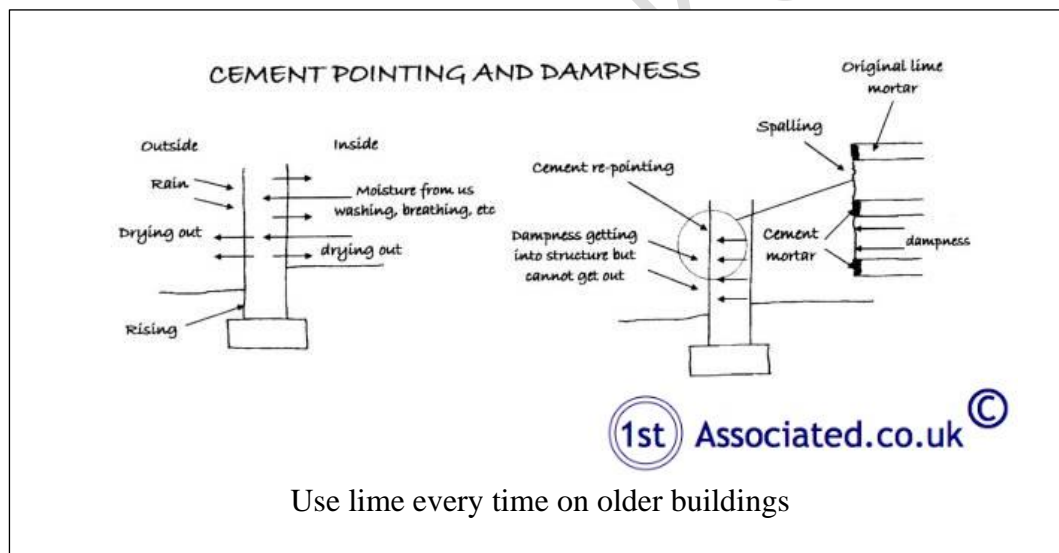 CEMENT POINTING AND DAMPNESS
Outside
Inside
Rain
Moisture from us
washing, breathing, etc
Drying out
drying out
Rising
Original lime
mortar
Spalling
Cement re-pointing
Dampness getting
into structure but
cannot get out
Cement
mortar
dampness
1st Associated.co.uk ©
Use lime every time on older buildings